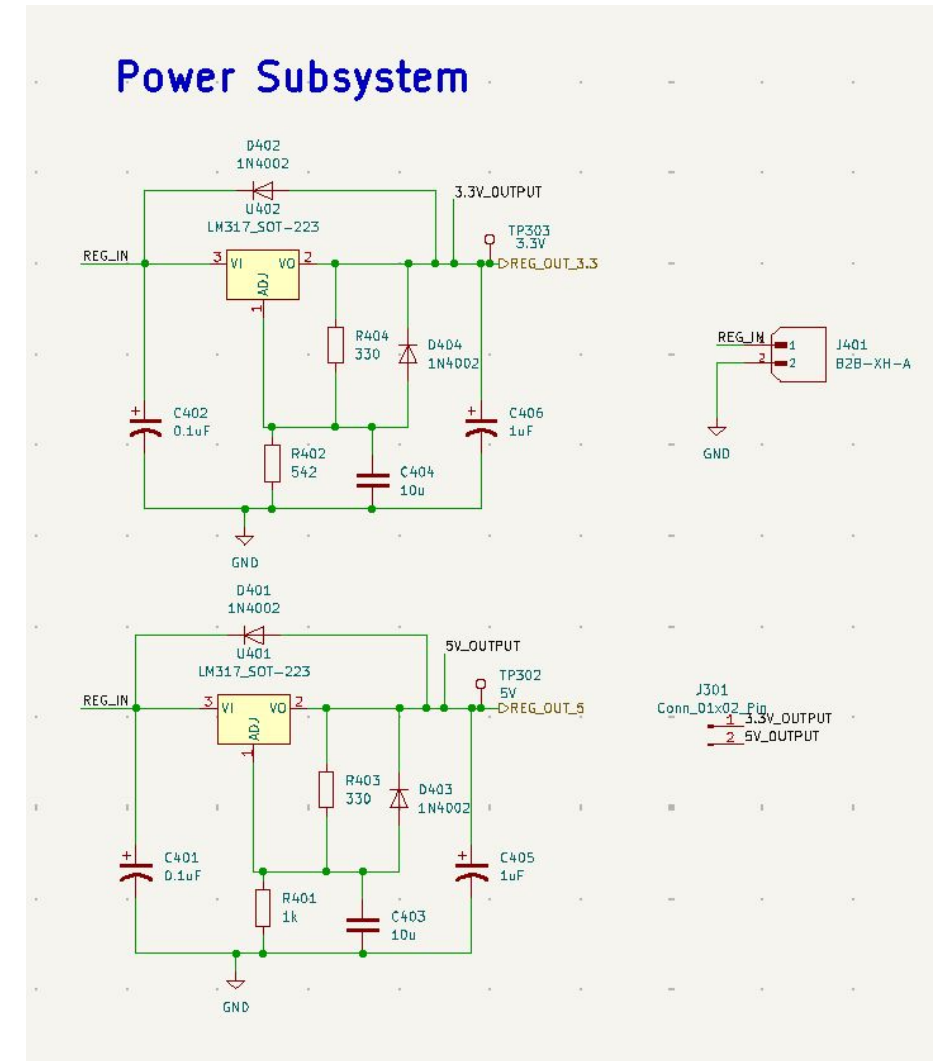 Power Subsystem
D402
1N4002
U402
LM317_SOT-223
3.3V_OUTPUT
TP303
3.3V
REG_IN
3 VI VO 2
ADJ
1
REG_OUT_3.3
R404
330
D404
1N4002
REG_IN 1 1
2 2
J401
B2B-XH-A
GND
+
C402
0.1uF
+
C406
1uF
R402
542
C404
10u
GND
D401
1N4002
U401
LM317_SOT-223
5V_OUTPUT
TP302
5V
REG_IN
3 VI VO 2
ADJ
1
REG_OUT_5
J301
Conn_01x02_Pin
1 3.3V_OUTPUT
2 5V_OUTPUT
R403
330
D403
1N4002
+
C401
0.1uF
+
C405
1uF
R401
1k
C403
10u
GND